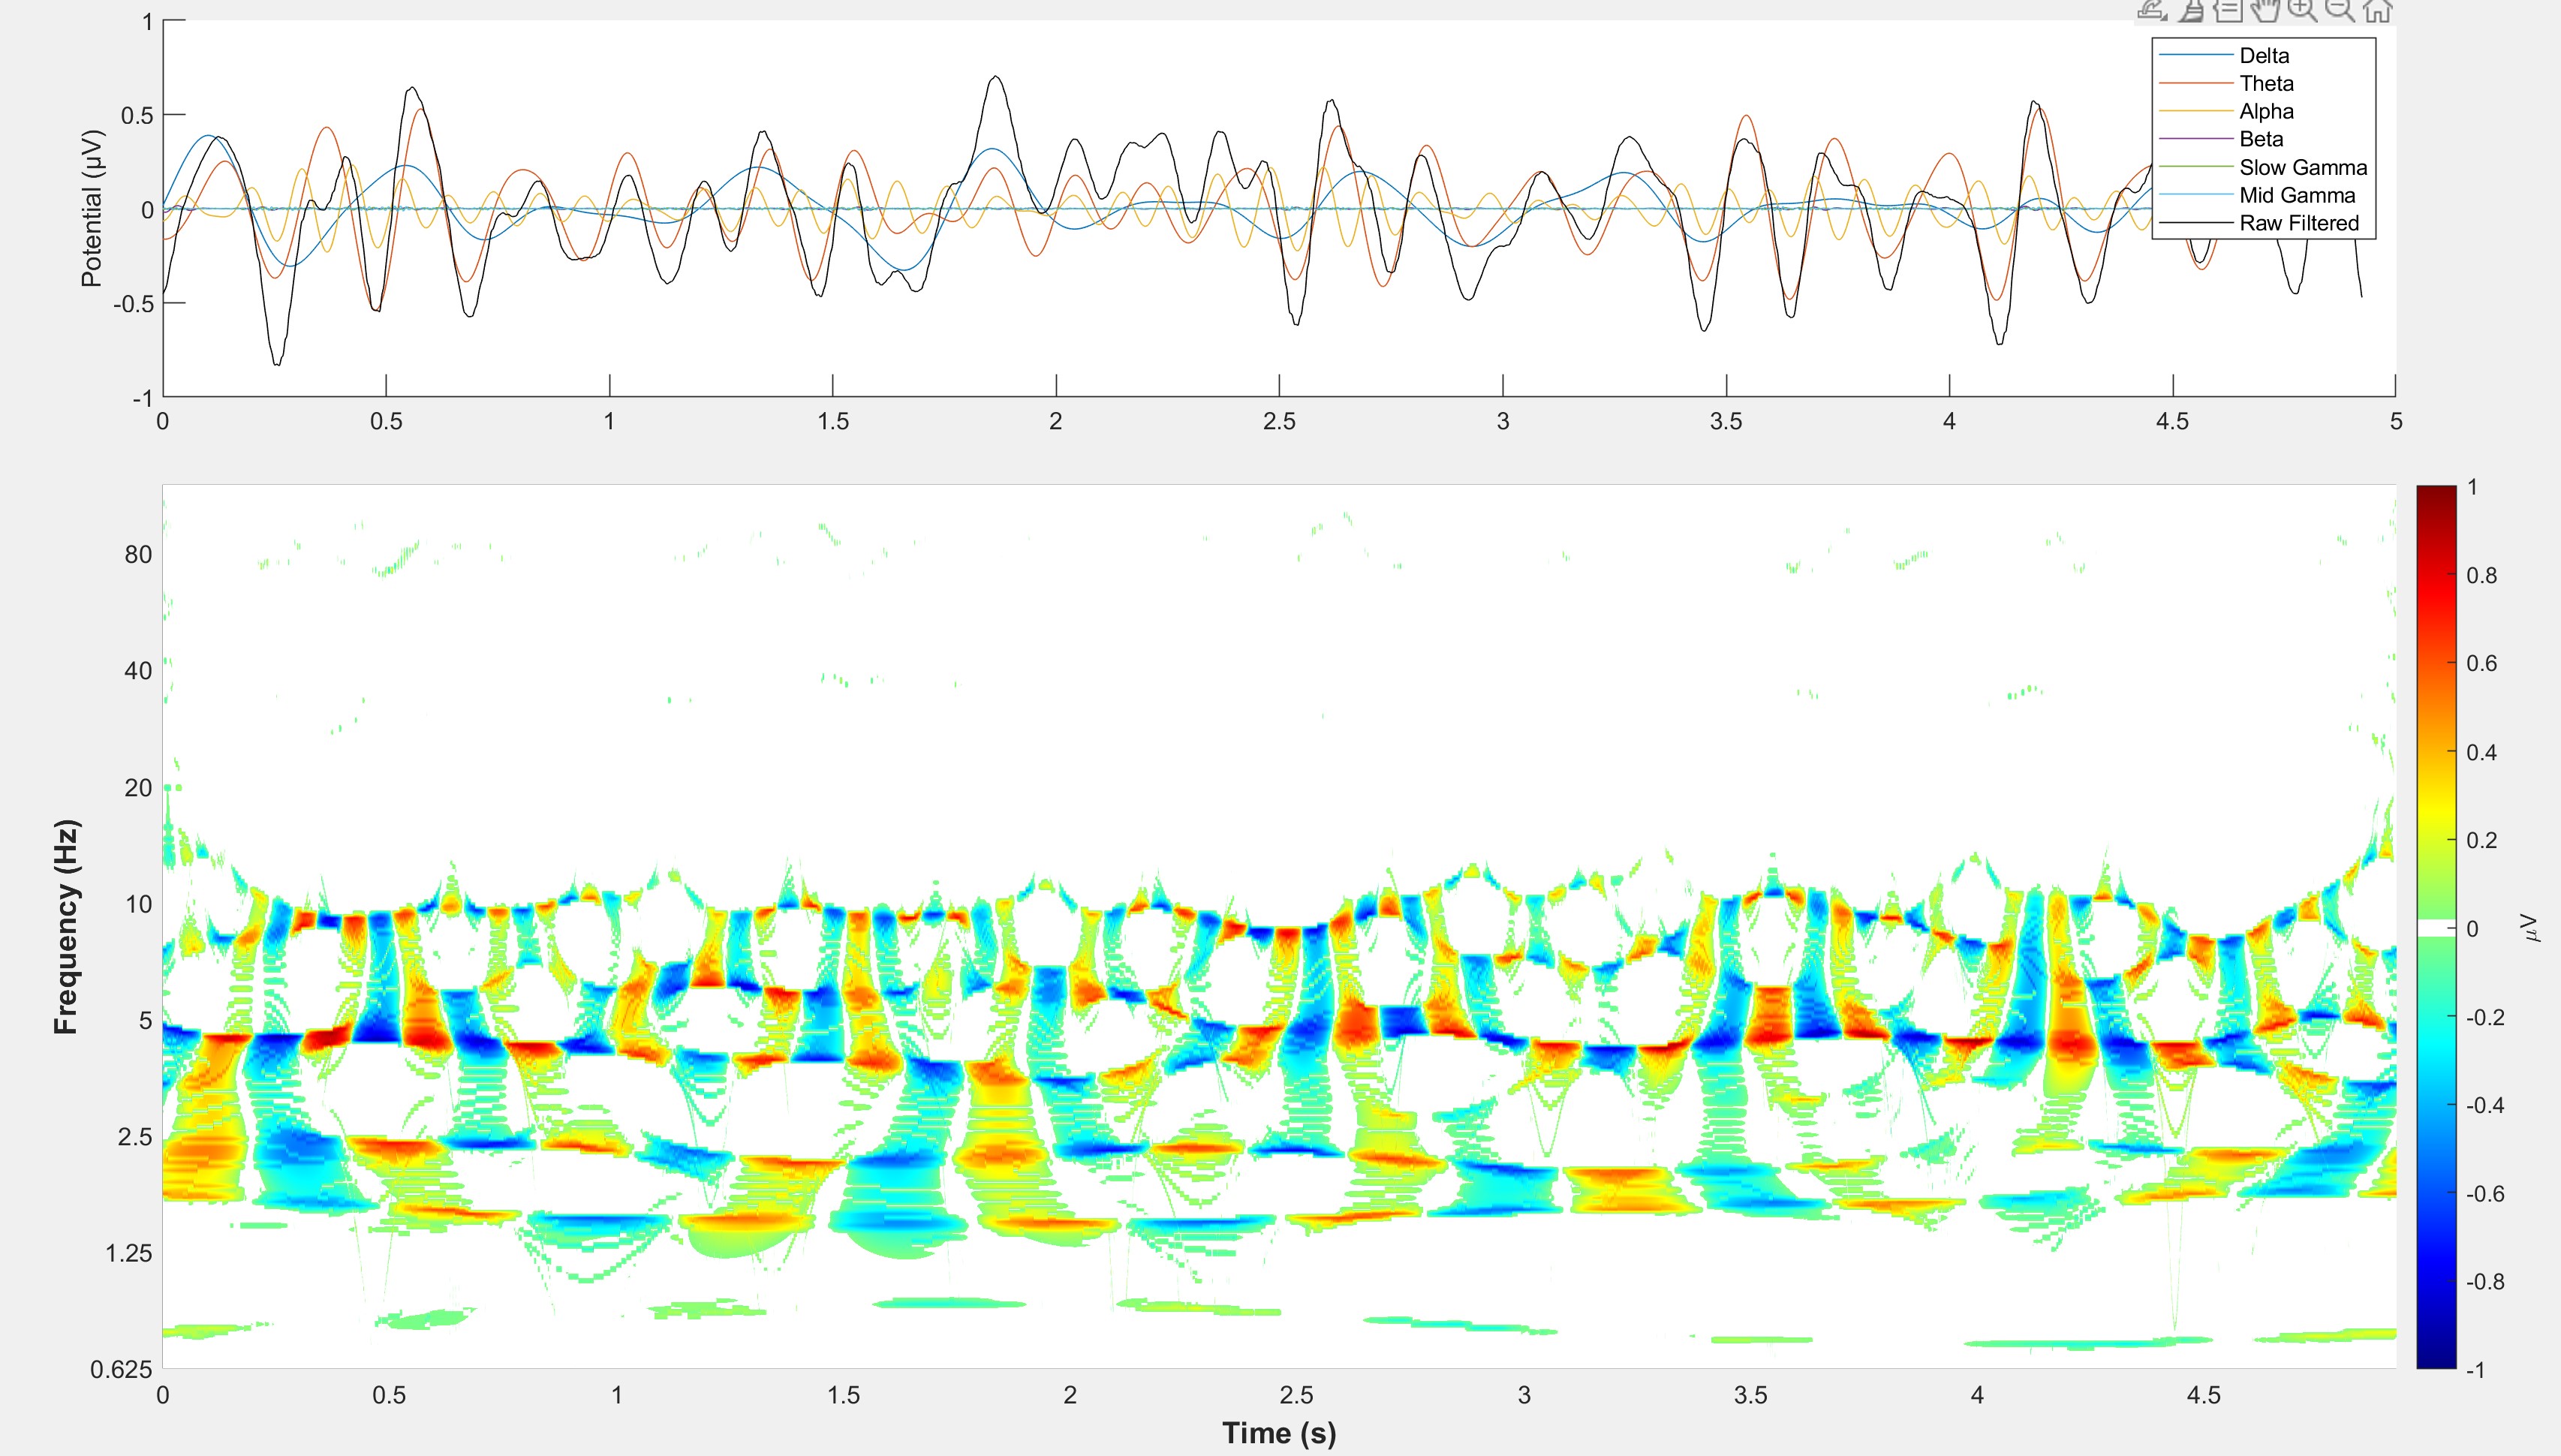 1
0.5
0
-0.5
-1
Potential (µV)
0 0.5 1 1.5 2 2.5 3 3.5 4 4.5 5
Delta
Theta
Alpha
Beta
Slow Gamma
Mid Gamma
Raw Filtered
80
40
20
10
5
2.5
1.25
0.625
Frequency (Hz)
0 0.5 1 1.5 2 2.5 3 3.5 4 4.5
Time (s)
1
0.8
0.6
0.4
0.2
0
-0.2
-0.4
-0.6
-0.8
-1
µV